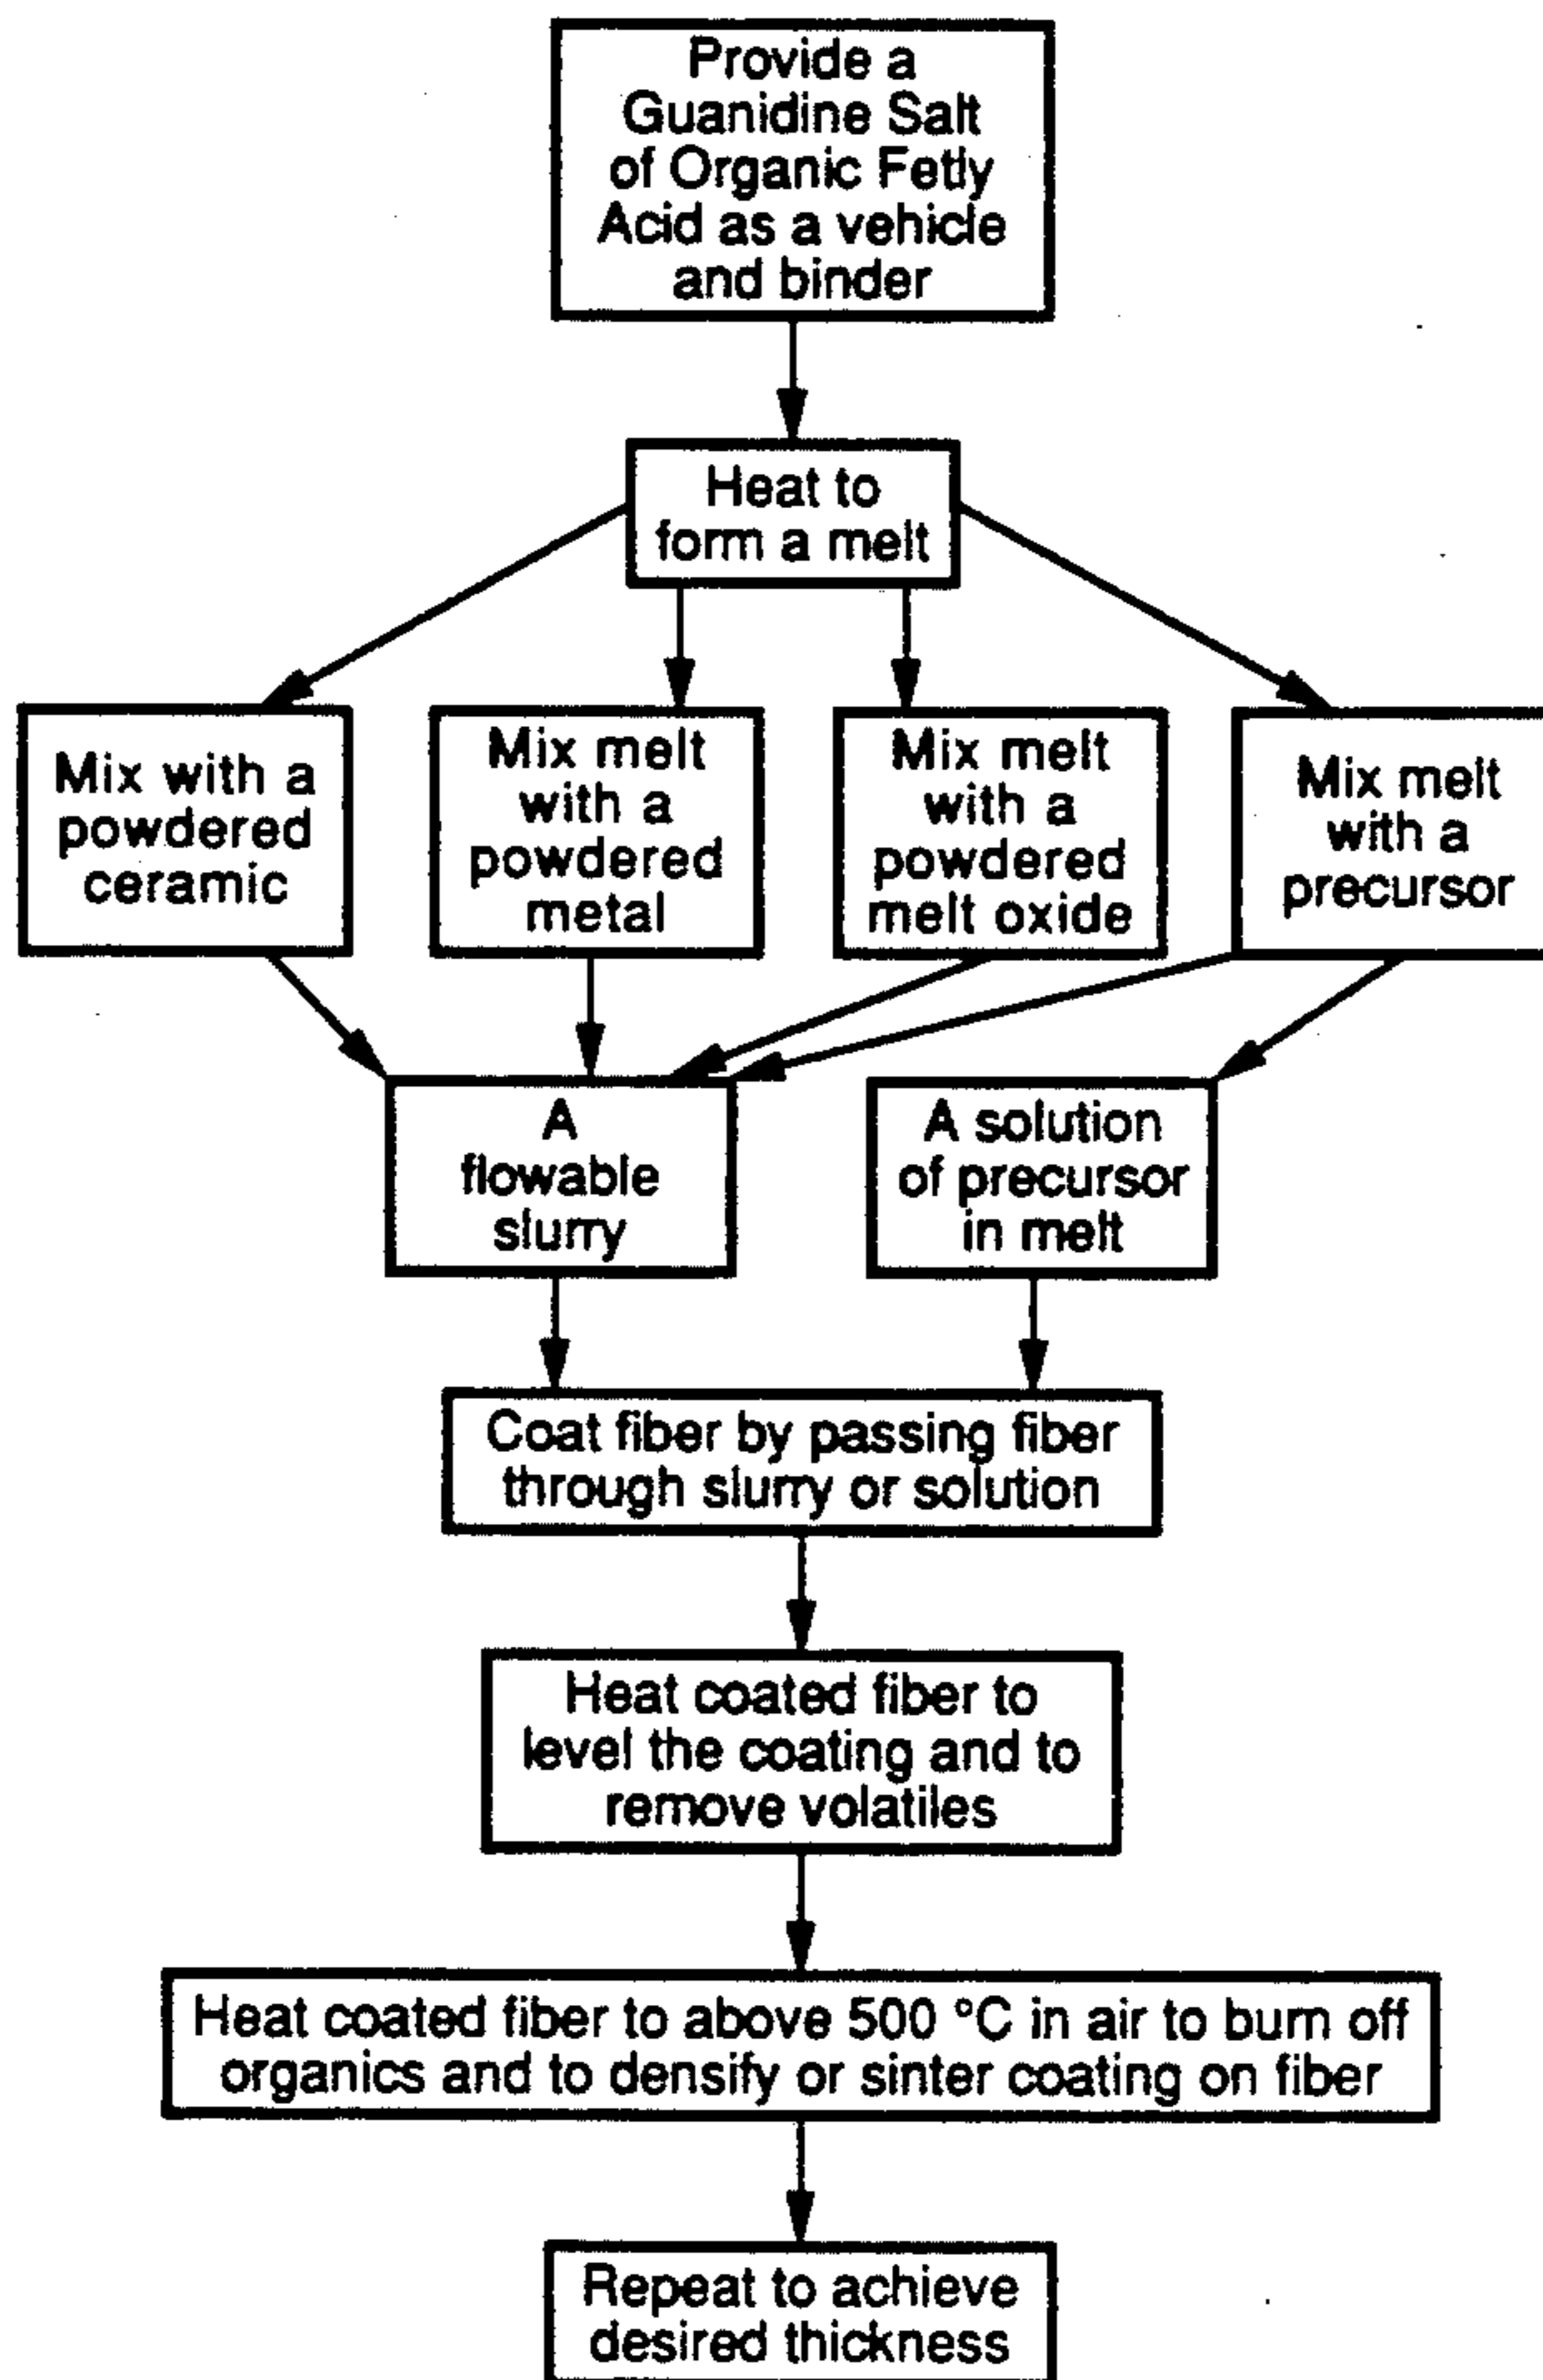 Provide a
Guanidine Salt
of Organic Fetly
Acid as a vehicle
and binder
Heat to
form a melt
Mix with a
powdered
ceramic
Mix melt
with a
powdered
metal
Mix melt
with a
powdered
melt oxide
Mix melt
with a
precursor
A
flowable
slurry
A solution
of precursor
in melt
Coat fiber by passing fiber
through slurry or solution
Heat coated fiber to
level the coating and to
remove volatiles
Heat coated fiber to above 500 °C in air to burn off
organics and to densify or sinter coating on fiber
Repeat to achieve
desired thickness